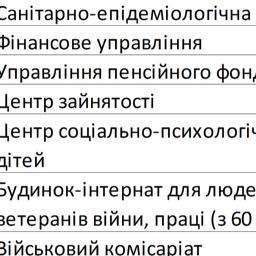 Санітарно-епідеміологічна
Фінансове управління
Управління пенсійного фонд
Центр зайнятості
Центр соціально-психологіч
дітей
Будинок-інтернат для люде
ветеранів війни, праці (з 60
Військовий комісаріат